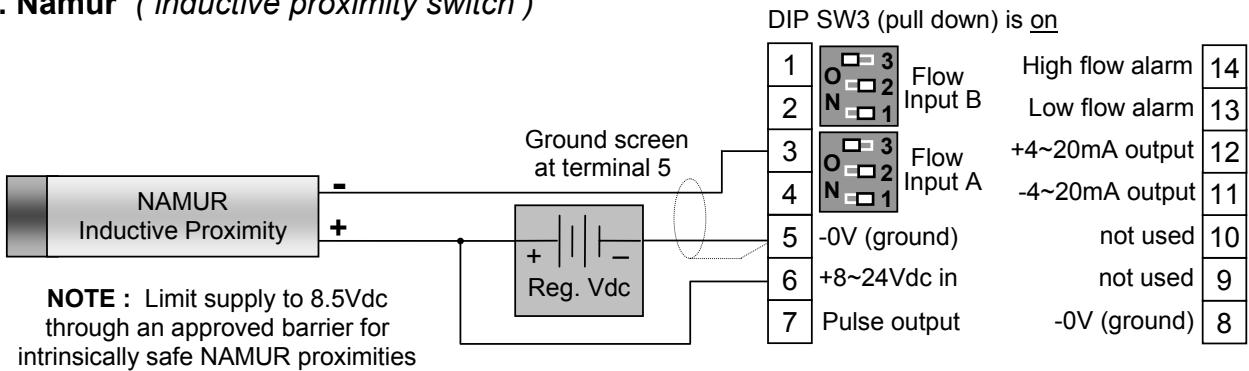 . Namur ( inductive proximity switch )
DIP SW3 (pull down) is on
1
2
3
4
5
6
7
O N
3
2
1
Flow
Input B
O N
3
2
1
Flow
Input A
-0V (ground)
+8~24Vdc in
Pulse output
High flow alarm 14
Low flow alarm 13
+4~20mA output 12
-4~20mA output 11
not used 10
not used 9
-0V (ground) 8
Ground screen
at terminal 5
NAMUR
Inductive Proximity
-
+
+ –
Reg. Vdc
NOTE : Limit supply to 8.5Vdc
through an approved barrier for
intrinsically safe NAMUR proximities